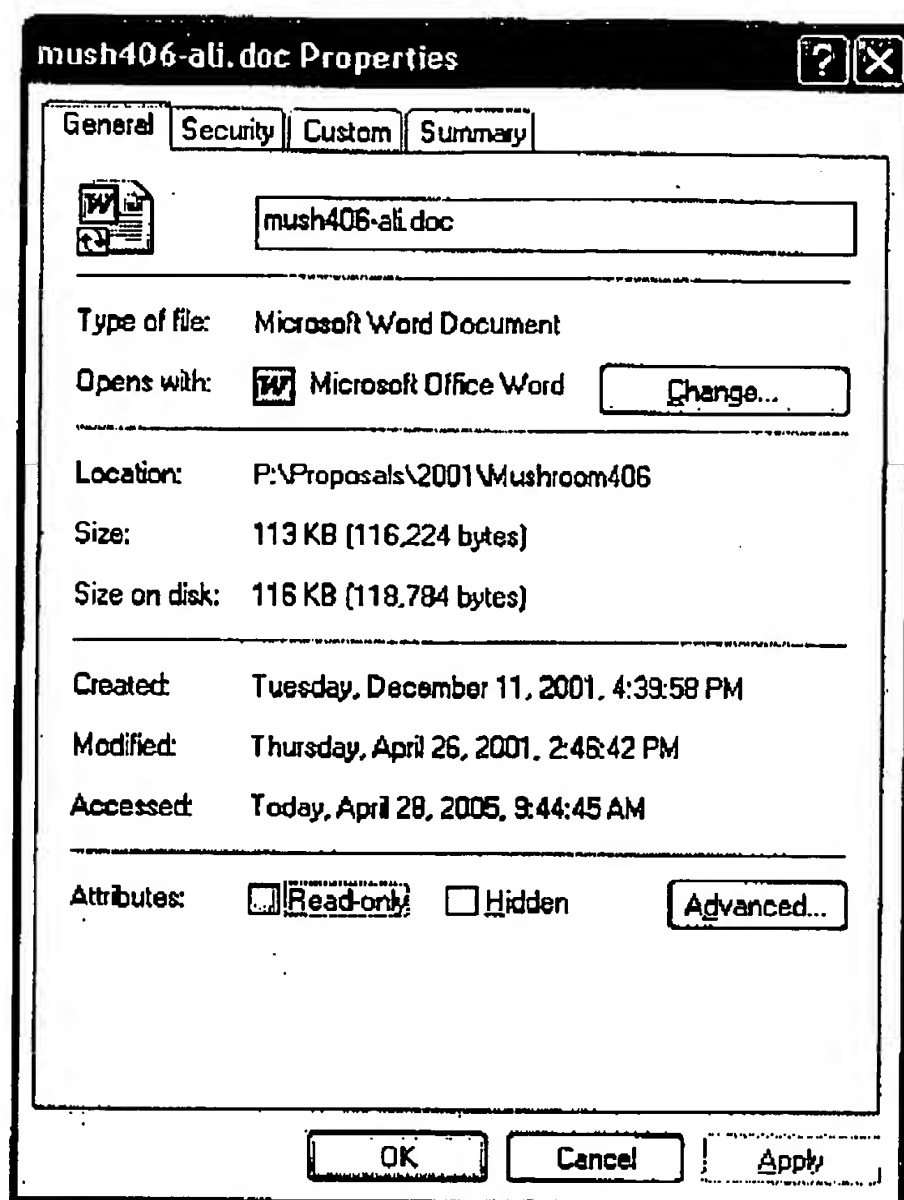 mush406-ali.doc Properties
General Security Custom Summary
mush406-ali.doc
Type of file: Microsoft Word Document
Opens with: Microsoft Office Word Change...
Location: P:\Proposals\2001\Mushroom406
Size: 113 KB (116,224 bytes)
Size on disk: 116 KB (118,784 bytes)
Created: Tuesday, December 11, 2001, 4:39:58 PM
Modified: Thursday, April 26, 2001, 2:46:42 PM
Accessed: Today, April 28, 2005, 9:44:45 AM
Attributes: Read-only Hidden Advanced...
OK Cancel Apply